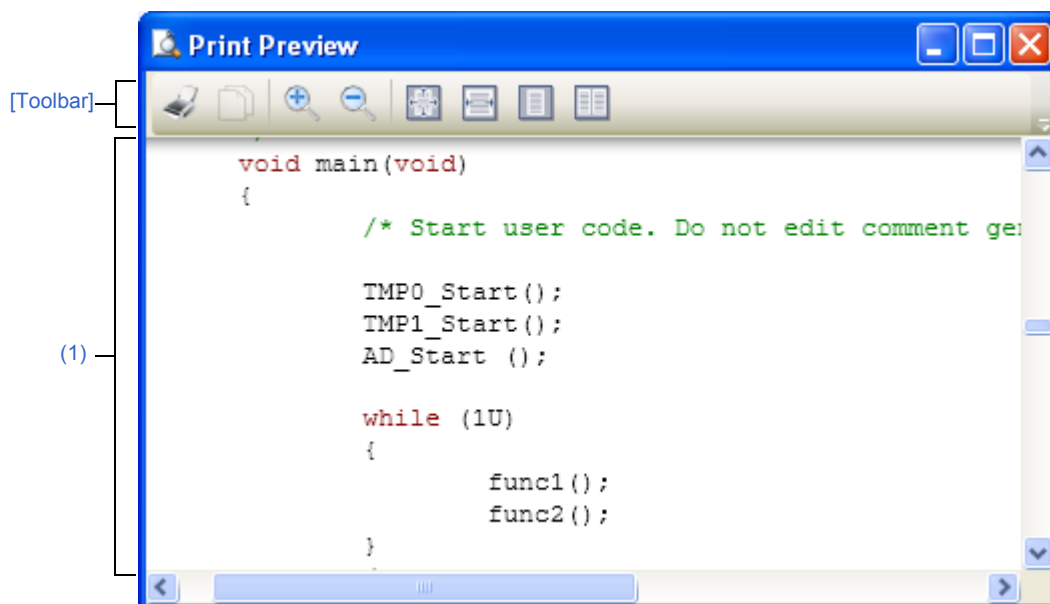 Print Preview
[Toolbar]
void main(void)
{
/* Start user code. Do not edit comment
TMP0_Start();
TMP1_Start();
AD_Start ();
(1)
while (1U)
{
func1();
func2();
}